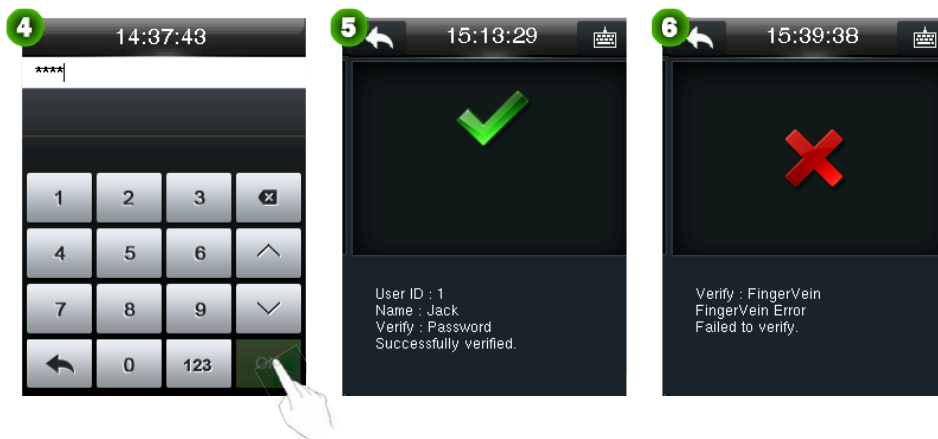 4
14:37:43
****
1 2 3
4 5 6
7 8 9
0 123 OK
5
15:13:29
User ID : 1
Name : Jack
Verify : Password
Successfully verified.
6
15:39:38
Verify : FingerVein
FingerVein Error
Failed to verify.